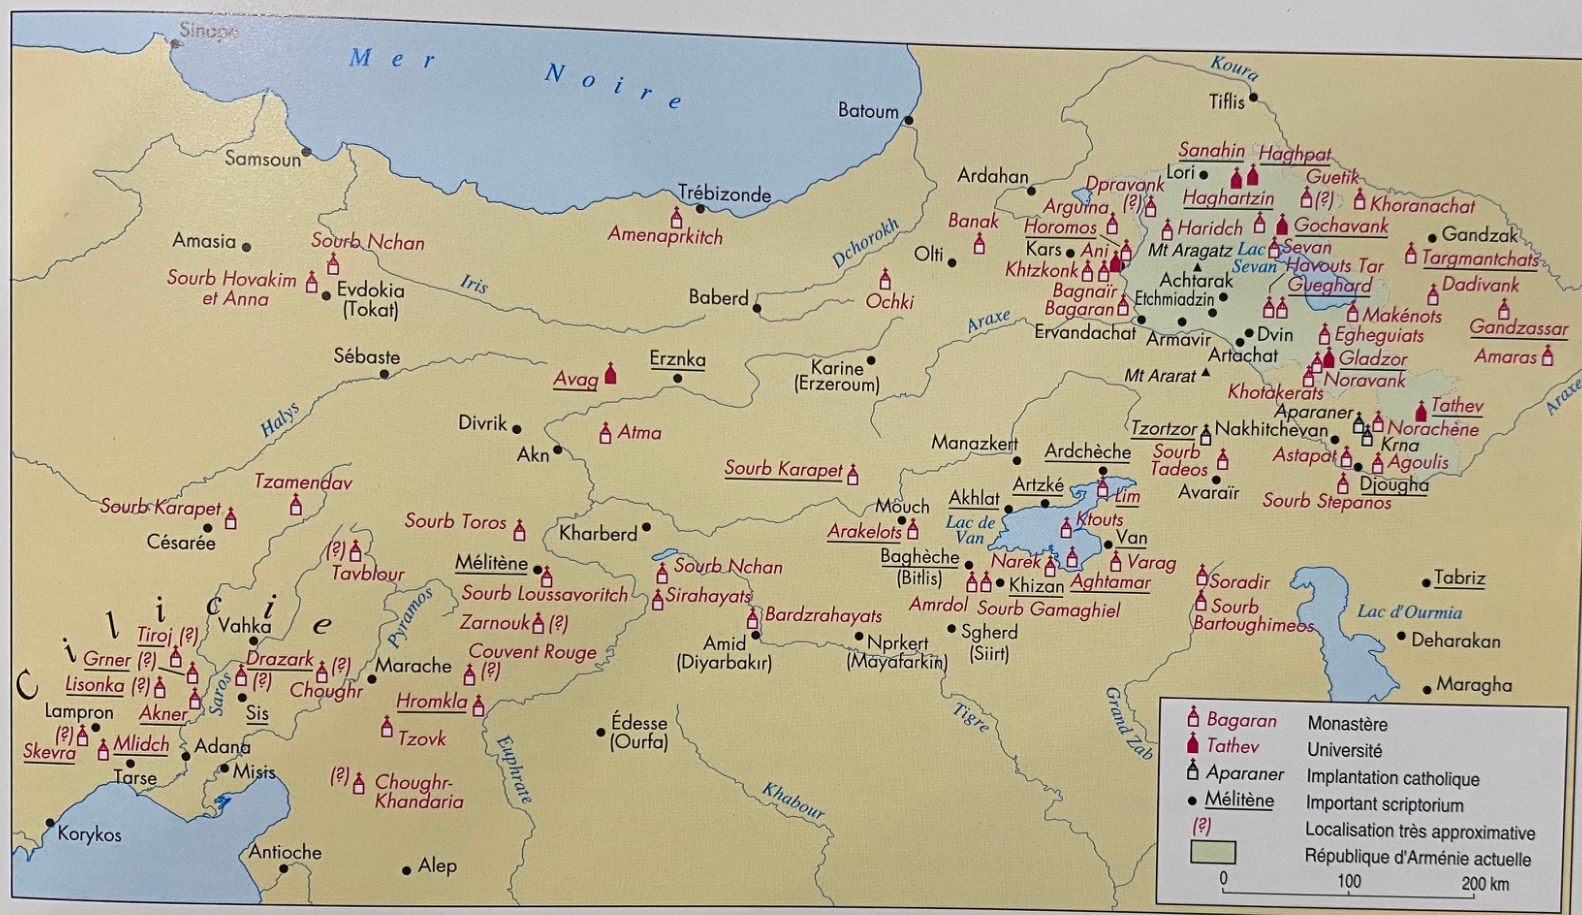 Sinope
Mer Noire
Koura
Tiflis
Batoum
Samsoun
Sanahin
Haghpat
Lori
Guetik
(?)
Ardahan
Dpravank
(?)
Haghartzin
Khoranachat
Trébizonde
Arguina
Banak
Horomos
Haridch
Gochavank
Amenaprkitch
Dchorokh
Gandzak
Amasia
Sourb Nchan
Olti
Kars
Ani
Mt Aragatz
Lac
Sevan
Sevan
Targmantchats
Khtzkonk
Havouts Tar
Sourb Hovakim
et Anna
Iris
Ochki
Achtarak
Gueghard
Dadivank
Evdokia
(Tokat)
Baberd
Bagnaïr
Etchmiadzin
Bagaran
Makénots
Gandzassar
Araxe
Ervandachat
Armavir
Dvin
Egheguiats
Sébaste
Erznka
Karine
(Erzeroum)
Artachat
Gladzor
Amaras
Avag
Mt Ararat
Noravank
Khotakerats
Araxe
Halys
Divrik
Atma
Aparaner
Tathev
Tzortzor
Nakhitchevan
Norachène
Akn
Manazkert
Ardchèche
Krna
Sourb
Tadeos
Astapat
Agoulis
Sourb Karapet
Tzamendav
Akhlat
Artzké
Lim
Avaraïr
Djougha
Sourb Stepanos
Sourb Karapet
Mouch
Césarée
Sourb Toros
Kharberd
Arakelots
Lac de
Van
Ktouts
Van
(?)
Tavblour
Mélitène
Sourb Nchan
Baghèche
(Bitlis)
Narek
Varag
Khizan
Aghtamar
Soradir
Tabriz
Sourb Loussavoritch
Sirahayats
Amrdol
Sourb Gamaghiel
Sourb
Bartoughimeos
Lac d'Ourmia
Cilicie
Vahka
Pyramos
Zarnouk
(?)
Bardzrahayats
Tiroj (?)
Amid
(Diyarbakır)
Nprkert
(Mayafarkin)
Sgherd
(Siirt)
Deharakan
Grner (?)
Drazark
(?)
(?)
Couvent Rouge
(?)
Marache
Lisonka (?)
Choughr
Maragha
Saros
Akner
Sis
Hromkla
Lampron
Tigre
Grand Zab
(?)
Skevra
Mlidch
Adana
Tzovk
Édesse
(Ourfa)
Tarse
Misis
(?)
Choughr-
Khandaria
Euphrate
Khabour
Korykos
Antioche
Alep
Bagaran Monastère
Tathev Université
Aparaner Implantation catholique
Mélitène Important scriptorium
(?) Localisation très approximative
République d'Arménie actuelle
0 100 200 km